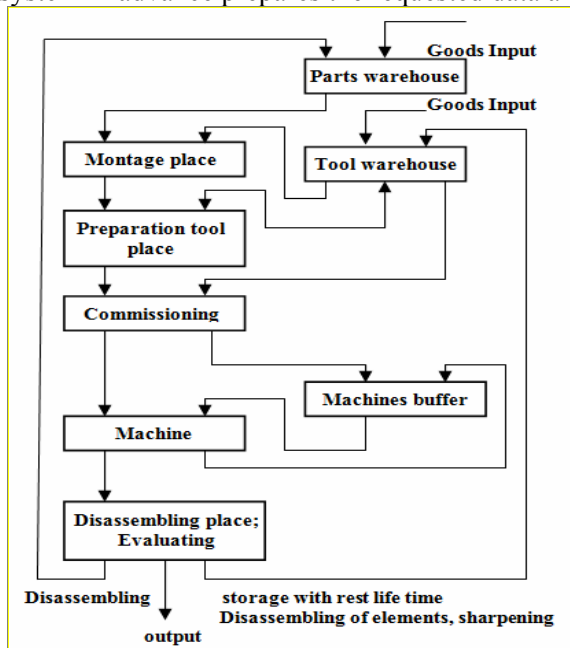 Goods Input
Parts warehouse
Goods Input
Montage place
Tool warehouse
Preparation tool
place
Commissioning
Machines buffer
Machine
Disassembling place;
Evaluating
Disassembling
storage with rest life time
Disassembling of elements, sharpening
output